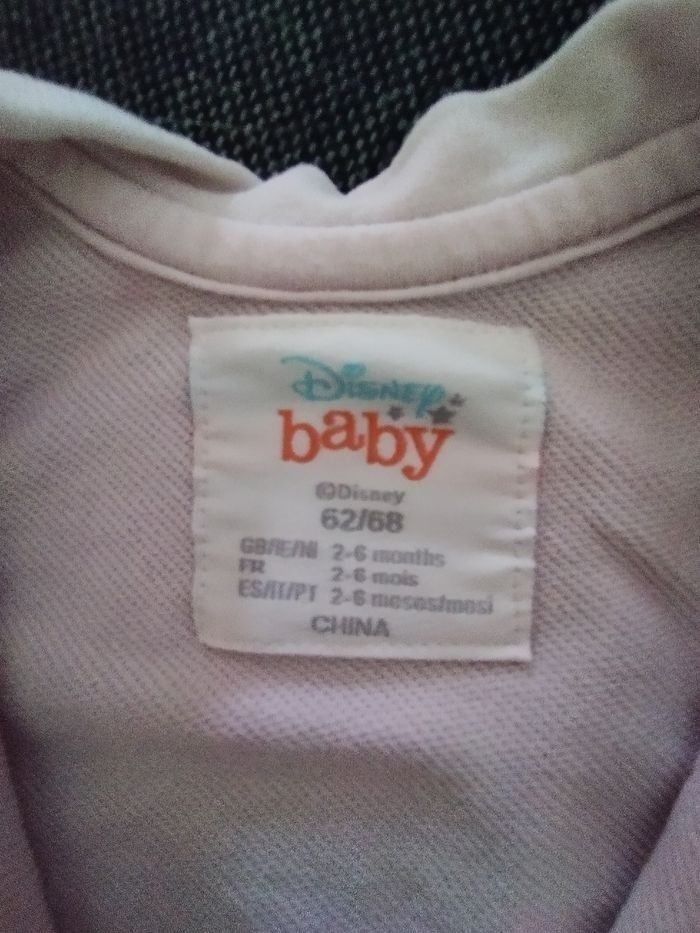 Disney
baby
©Disney
62/68
GB/IE/NI 2-6 months
FR 2-6 mois
ES/IT/PT 2-6 meses/mesi
CHINA